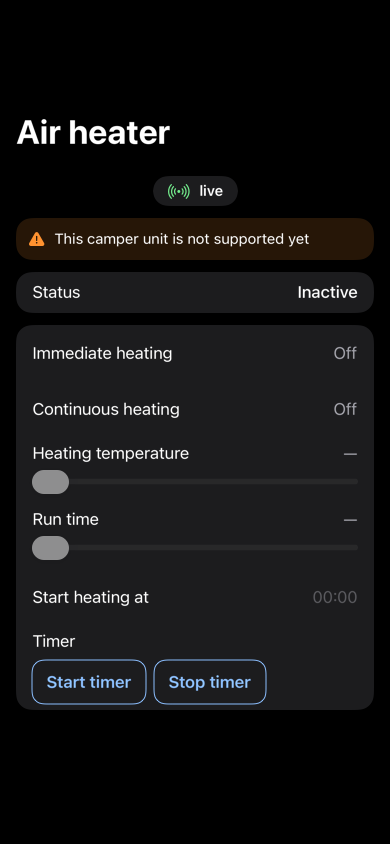 Air heater
live
This camper unit is not supported yet
Status Inactive
Immediate heating Off
Continuous heating Off
Heating temperature —
Run time —
Start heating at 00:00
Timer
Start timer Stop timer